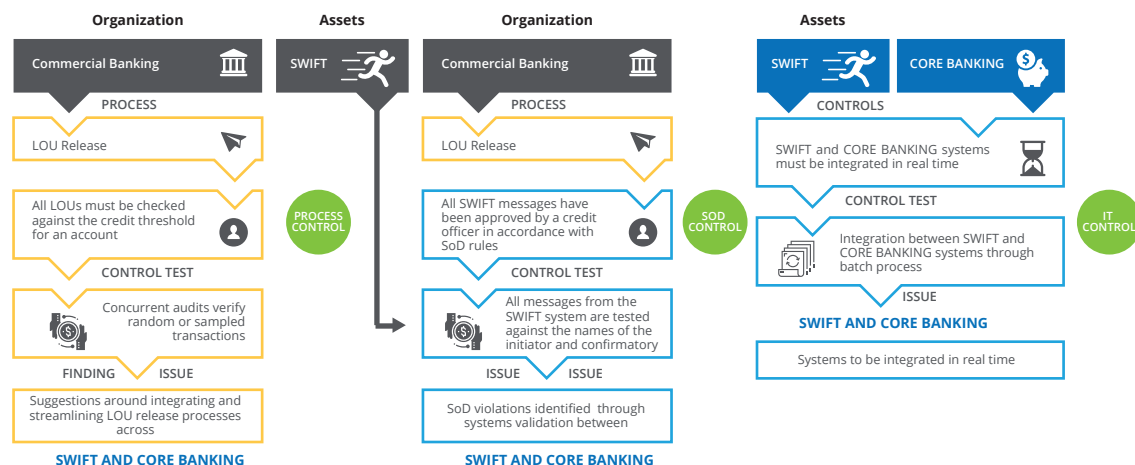 Organization
Assets
Organization
Assets
Commercial Banking
SWIFT
Commercial Banking
SWIFT
CORE BANKING
PROCESS
LOU Release
All LOUs must be checked
against the credit threshold
for an account
PROCESS
CONTROL
CONTROL TEST
Concurrent audits verify
random or sampled
transactions
FINDING
ISSUE
Suggestions around integrating and
streamlining LOU release processes
across
SWIFT AND CORE BANKING
PROCESS
LOU Release
All SWIFT messages have
been approved by a credit
officer in accordance with
SoD rules
SOD
CONTROL
CONTROL TEST
All messages from the
SWIFT system are tested
against the names of the
initiator and confirmatory
ISSUE
ISSUE
SoD violations identified through
systems validation between
SWIFT AND CORE BANKING
CONTROLS
SWIFT and CORE BANKING systems
must be integrated in real time
CONTROL TEST
Integration between SWIFT and
CORE BANKING systems through
batch process
IT
CONTROL
ISSUE
SWIFT AND CORE BANKING
Systems to be integrated in real time